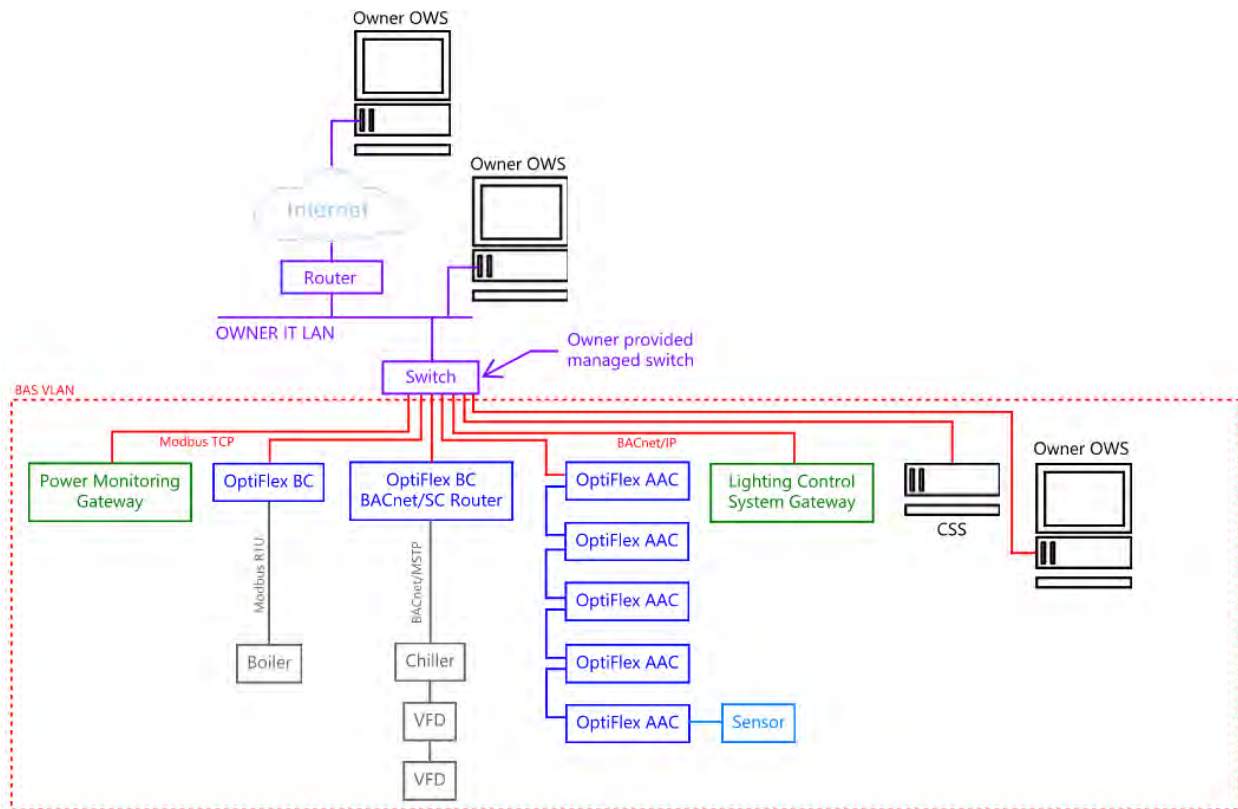 Owner OWS
Owner OWS
Internet
Router
OWNER IT LAN
Owner provided
managed switch
Switch
BAS VLAN
Modbus TCP
BACnet/IP
Power Monitoring
Gateway
OptiFlex BC
OptiFlex BC
BACnet/SC Router
OptiFlex AAC
Lighting Control
System Gateway
CSS
Owner OWS
OptiFlex AAC
Modbus RTU
BACnet/MSTP
OptiFlex AAC
Boiler
Chiller
OptiFlex AAC
VFD
OptiFlex AAC
Sensor
VFD